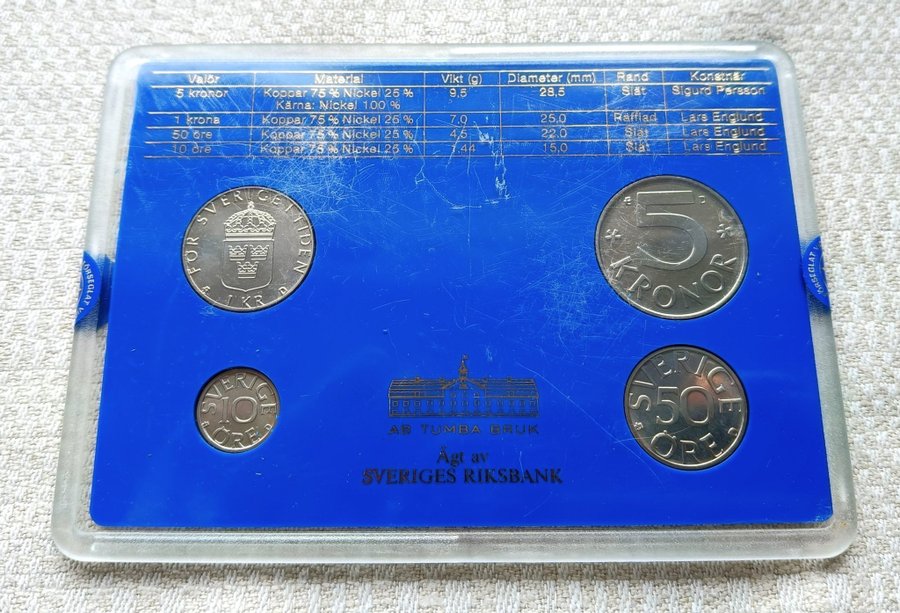 Valör Material Vikt (g) Diameter (mm) Rand Konstnär
5 kronor Koppar 75 % Nickel 25 % 9,5 28,5 Slät Sigurd Persson
Kärna: Nickel 100 %
1 krona Koppar 75 % Nickel 25 % 7,0 25,0 Räfflad Lars Englund
50 öre Koppar 75 % Nickel 25 % 4,5 22,0 Slät Lars Englund
10 öre Koppar 75 % Nickel 25 % 1,44 15,0 Slät Lars Englund
FÖR SVERIGE I TIDEN
1 KR
5
KRONOR
FÖRSEGLAT
SVERIGE
10
ÖRE
SVERIGE
50
ÖRE
AB TUMBA BRUK
Ägt av
SVERIGES RIKSBANK